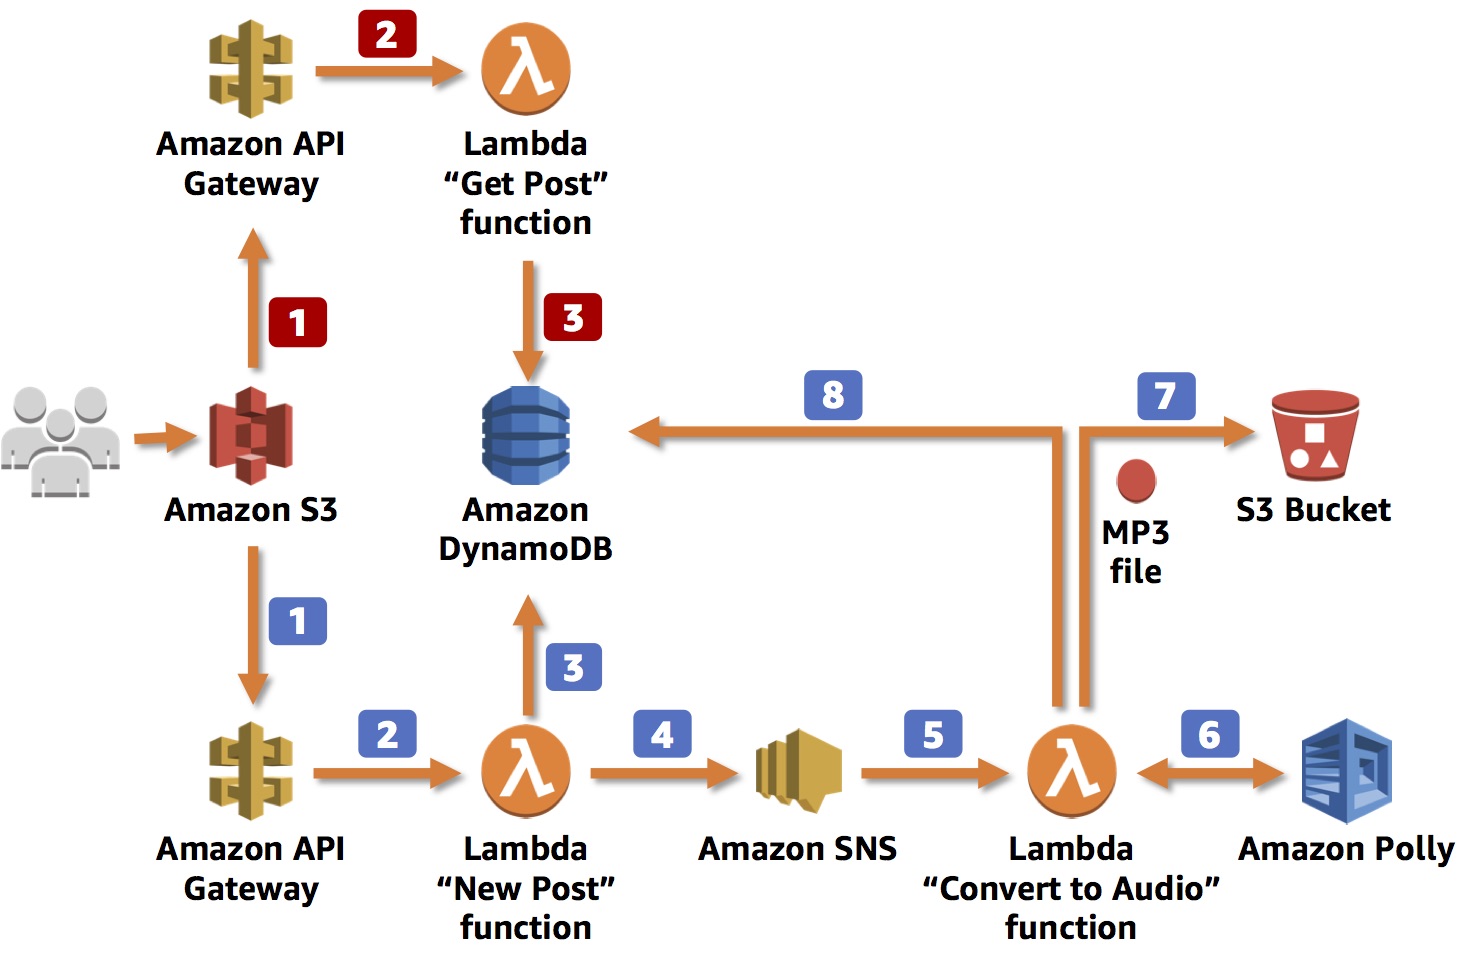 2
Amazon API
Gateway
Lambda
“Get Post”
function
1
3
8
7
Amazon S3
Amazon
DynamoDB
MP3
file
S3 Bucket
1
3
2
4
5
6
Amazon API
Gateway
Lambda
“New Post”
function
Amazon SNS
Lambda
“Convert to Audio”
function
Amazon Polly